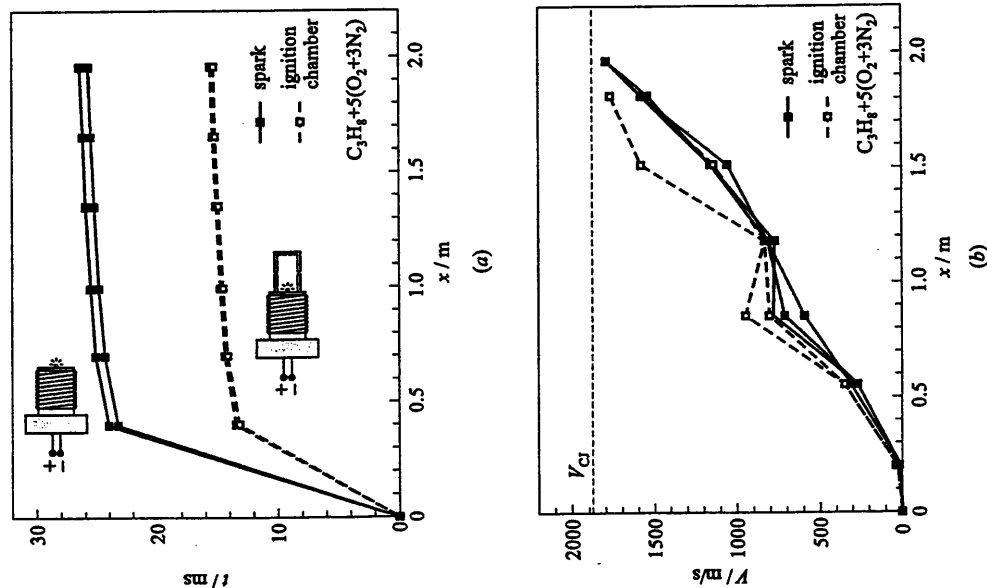 30
20
10
0
t / ms
0
0.5
1.0
1.5
2.0
x / m
(a)
+
−
+
−
spark
ignition
chamber
C₃H₈+5(O₂+3N₂)
2000
1500
1000
500
0
V / m/s
V_CJ
0
0.5
1.0
1.5
2.0
x / m
(b)
spark
ignition
chamber
C₃H₈+5(O₂+3N₂)